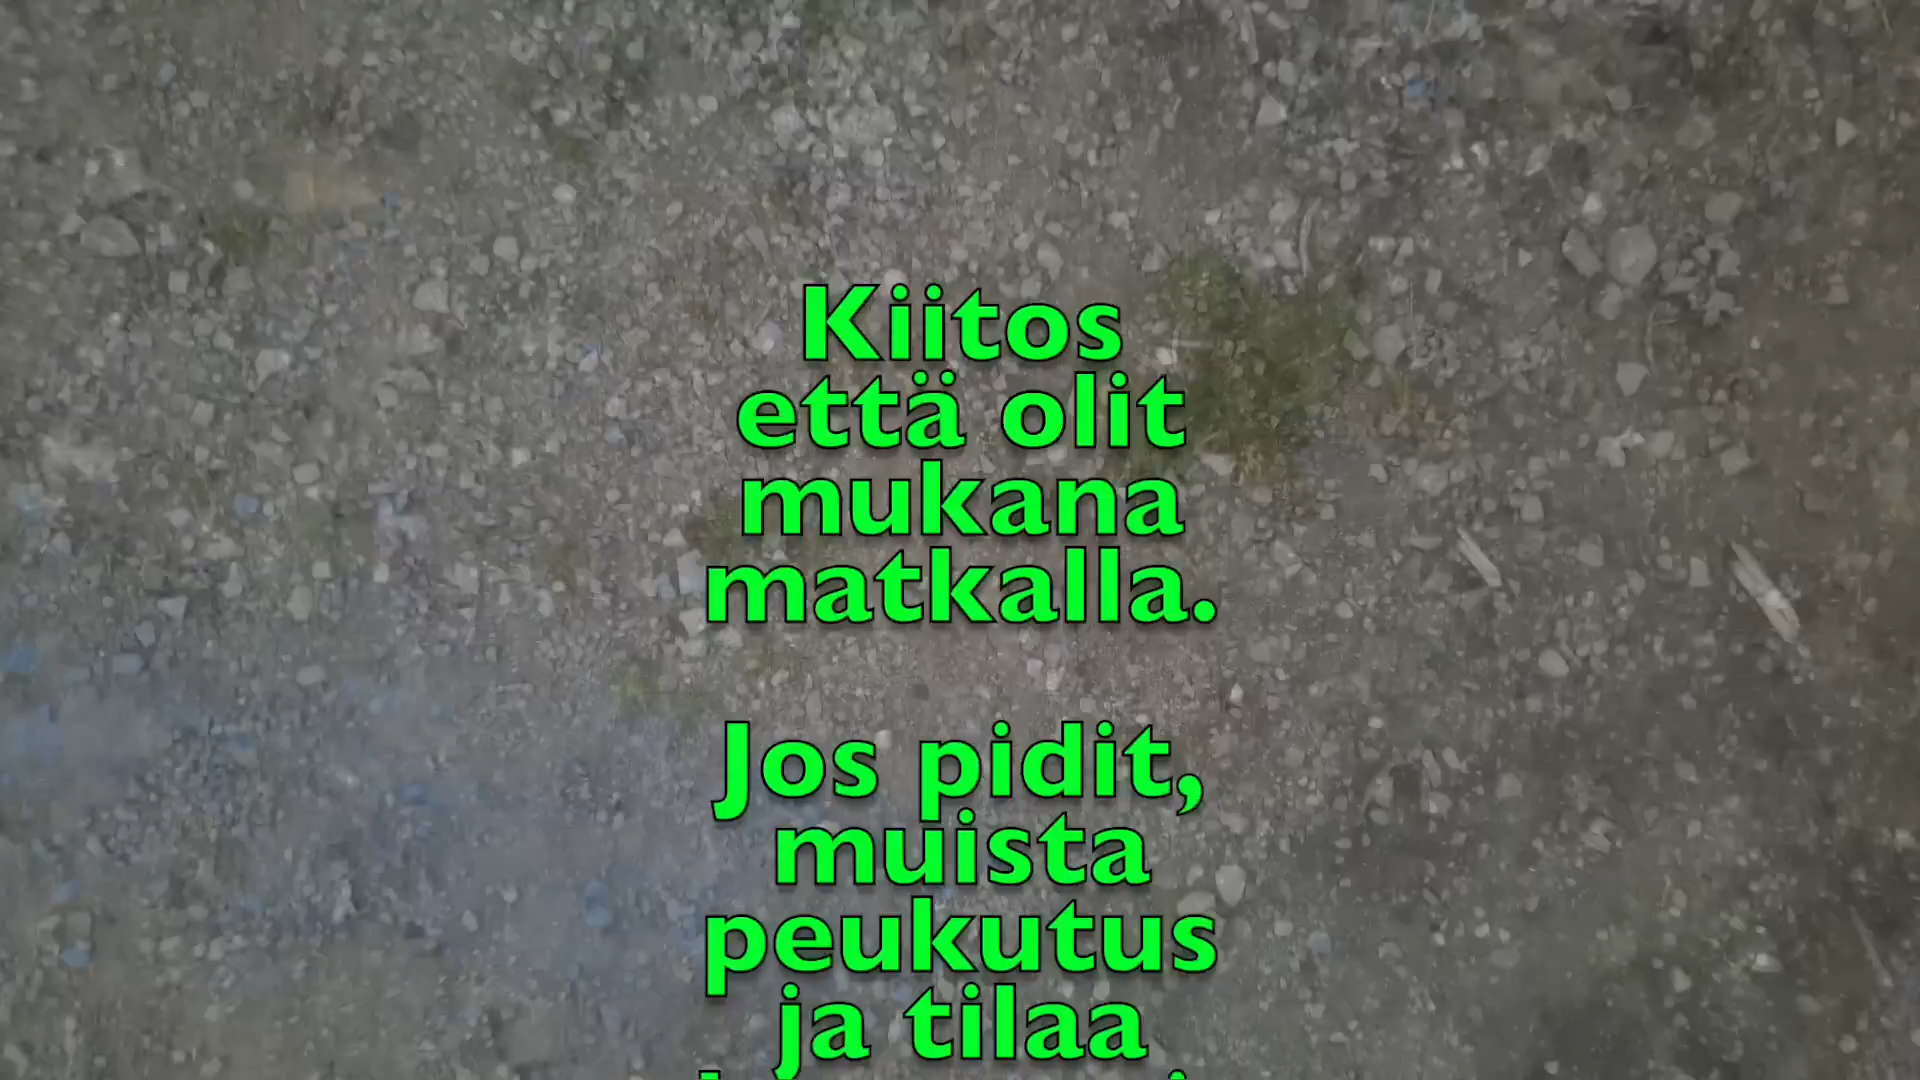 Kiitos
että olit
mukana
matkalla.
Jos pidit,
muista
peukutus
ja tilaa